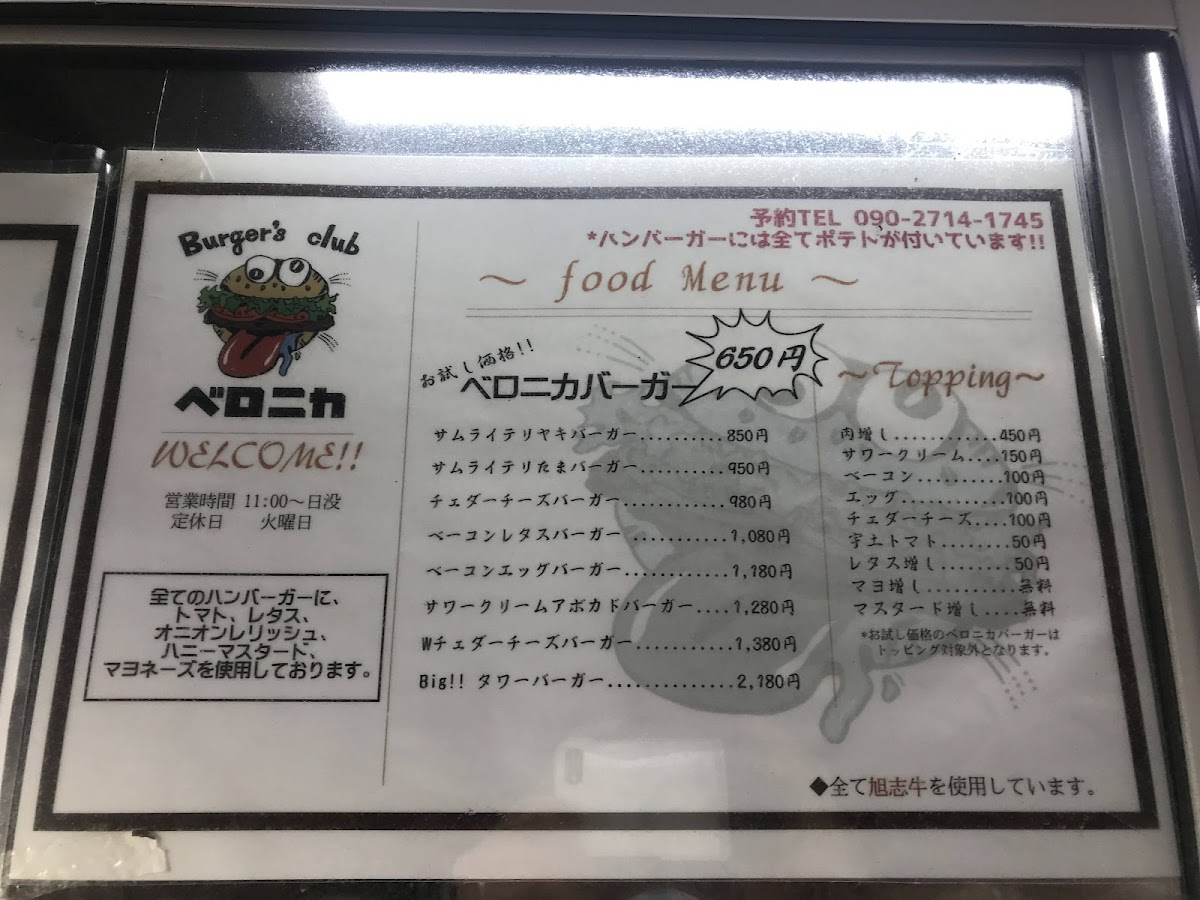 Burger's club
ベロニカ
WELCOME!!
営業時間 11:00～日没
定休日 火曜日
全てのハンバーガーに、
トマト、レタス、
オニオンレリッシュ、
ハニーマスタート、
マヨネーズを使用しております。
予約TEL 090-2714-1745
*ハンバーガーには全てポテトが付いています!!
～ food Menu ～
お試し価格!!
ベロニカバーガー 650円
サムライテリヤキバーガー.........850円
サムライテリたまバーガー.........950円
チェダーチーズバーガー...........980円
ベーコンレタスバーガー ...........1,080円
ベーコンエッグバーガー...........1,180円
サワークリームアボカドバーガー....1,280円
Wチェダーチーズバーガー..........1,380円
Big!! タワーバーガー.............2,180円
～Topping～
肉増し...........450円
サワークリーム....150円
ベーコン.........100円
エッグ...........100円
チェダーチーズ....100円
宇土トマト........50円
レタス増し........50円
マヨ増し.........無料
マスタード増し....無料
*お試し価格のベロニカバーガーは
トッピング対象外となります。
◆全て旭志牛を使用しています。